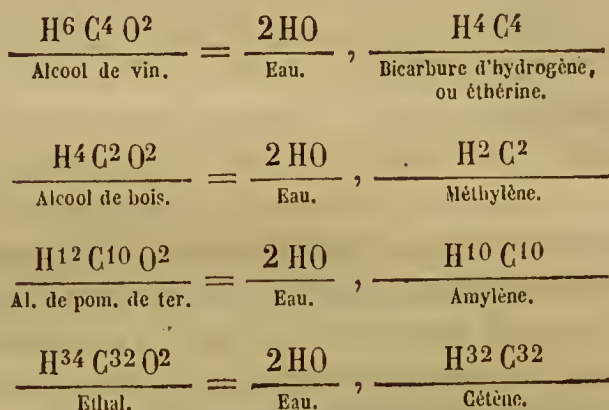 H⁶ C⁴ O² = 2HO , H⁴ C⁴
Alcool de vin. Eau. Bicarbure d'hydrogène,
ou éthérine.
H⁴ C² O² = 2 HO , H² C²
Alcool de bois. Eau. Méthylène.
H¹² C¹⁰ O² = 2 HO , H¹⁰ C¹⁰
Al. de pom. de ter. Eau. Amylène.
H³⁴ C³² O² = 2 HO , H³² C³²
Ethal. Eau. Cétène.